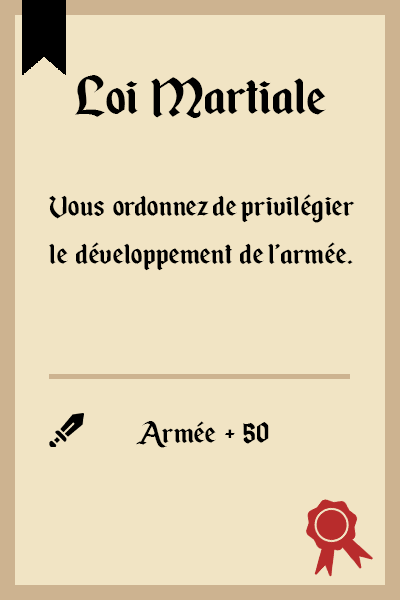 Loi Martiale
Vous ordonnez de privilégier
le développement de l'armée.
Armée + 50